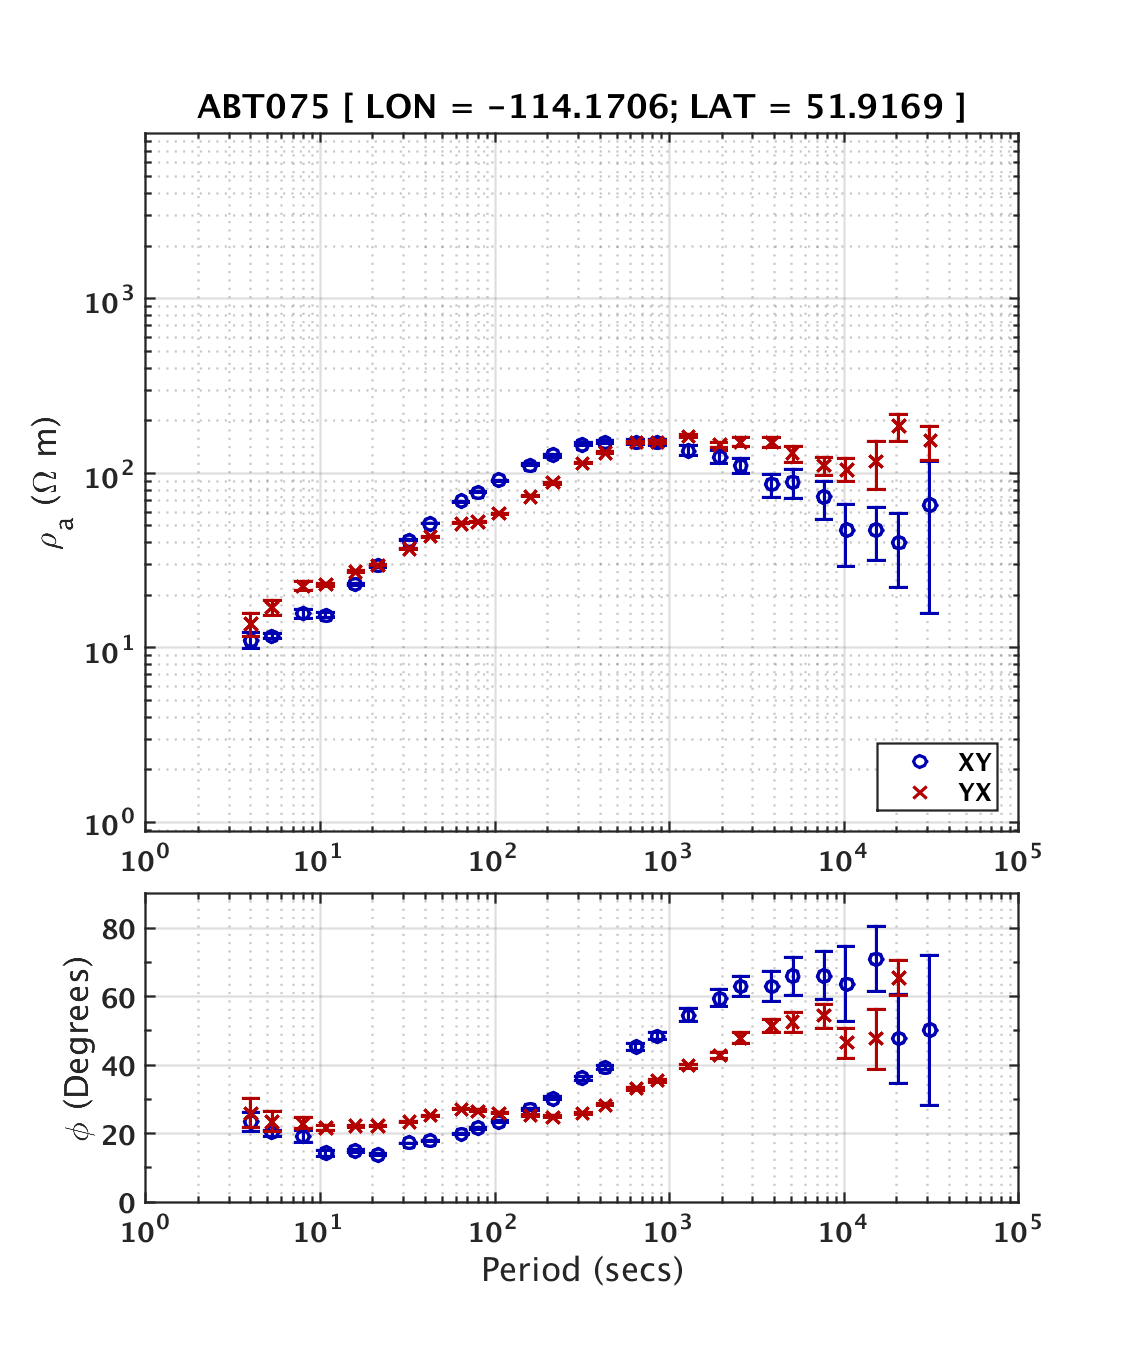 ABT075 [ LON = -114.1706; LAT = 51.9169 ]
10³
10²
10¹
10⁰
ρₐ (Ω m)
XY
YX
10⁰ 10¹ 10² 10³ 10⁴ 10⁵
80
60
40
20
0
ϕ (Degrees)
10⁰ 10¹ 10² 10³ 10⁴ 10⁵
Period (secs)